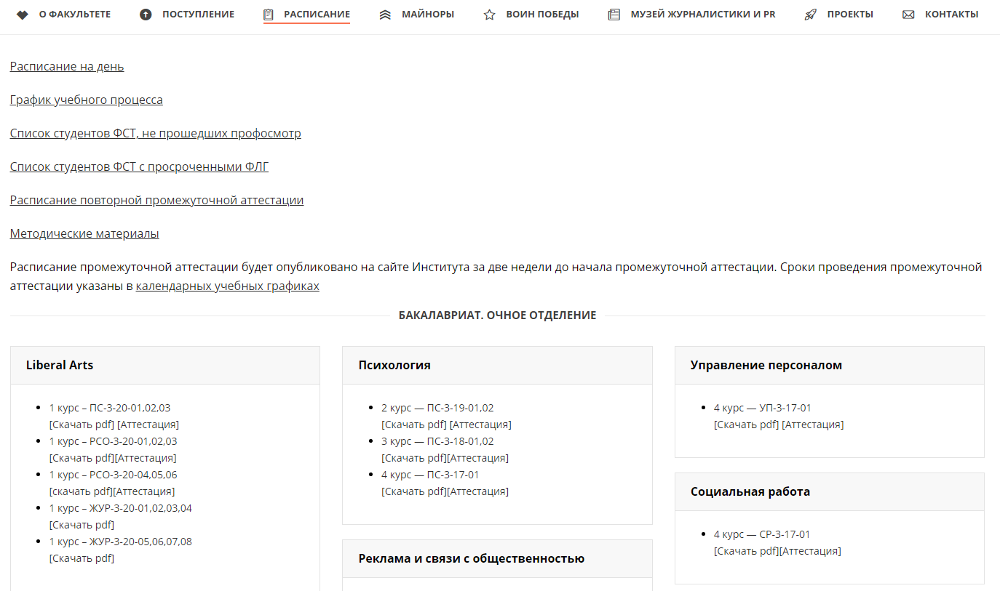 О ФАКУЛЬТЕТЕ ПОСТУПЛЕНИЕ РАСПИСАНИЕ МАЙНОРЫ ВОИН ПОБЕДЫ МУЗЕЙ ЖУРНАЛИСТИКИ И PR ПРОЕКТЫ КОНТАКТЫ
Расписание на день
График учебного процесса
Список студентов ФСТ, не прошедших профосмотр
Список студентов ФСТ с просроченными ФЛГ
Расписание повторной промежуточной аттестации
Методические материалы
Расписание промежуточной аттестации будет опубликовано на сайте Института за две недели до начала промежуточной аттестации. Сроки проведения промежуточной
аттестации указаны в календарных учебных графиках
БАКАЛАВРИАТ. ОЧНОЕ ОТДЕЛЕНИЕ
Liberal Arts
1 курс – ПС-3-20-01,02,03
[Скачать pdf] [Аттестация]
1 курс – РСО-3-20-01,02,03
[Скачать pdf][Аттестация]
1 курс – РСО-3-20-04,05,06
[скачать pdf][Аттестация]
1 курс – ЖУР-3-20-01,02,03,04
[Скачать pdf]
1 курс – ЖУР-3-20-05,06,07,08
[Скачать pdf]
Психология
2 курс — ПС-3-19-01,02
[Скачать pdf] [Аттестация]
3 курс — ПС-3-18-01,02
[Скачать pdf][Аттестация]
4 курс — ПС-3-17-01
[Скачать pdf][Аттестация]
Реклама и связи с общественностью
Управление персоналом
4 курс — УП-3-17-01
[Скачать pdf] [Аттестация]
Социальная работа
4 курс — СР-3-17-01
[Скачать pdf][Аттестация]